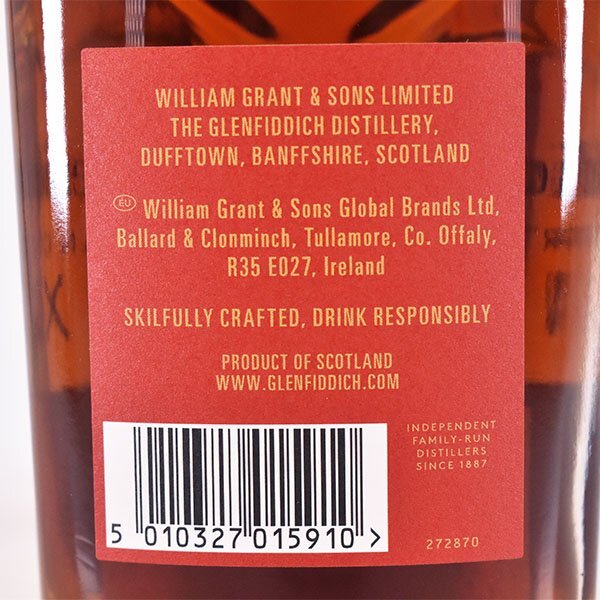 WILLIAM GRANT & SONS LIMITED
THE GLENFIDDICH DISTILLERY,
DUFFTOWN, BANFFSHIRE, SCOTLAND
EU William Grant & Sons Global Brands Ltd,
Ballard & Clonminch, Tullamore, Co. Offaly,
R35 E027, Ireland
SKILFULLY CRAFTED, DRINK RESPONSIBLY
PRODUCT OF SCOTLAND
WWW.GLENFIDDICH.COM
INDEPENDENT
FAMILY-RUN
DISTILLERS
SINCE 1887
5 010327 015910 >
272870